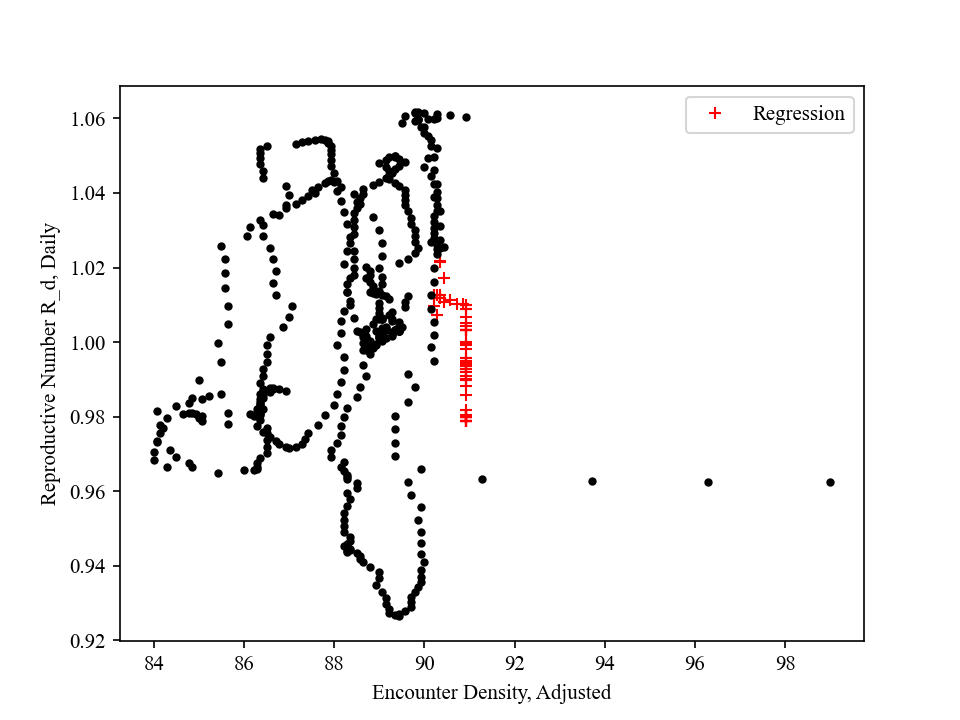 Regression
1.06
1.04
1.02
1.00
0.98
0.96
0.94
0.92
Reproductive Number R_d, Daily
84 86 88 90 92 94 96 98
Encounter Density, Adjusted